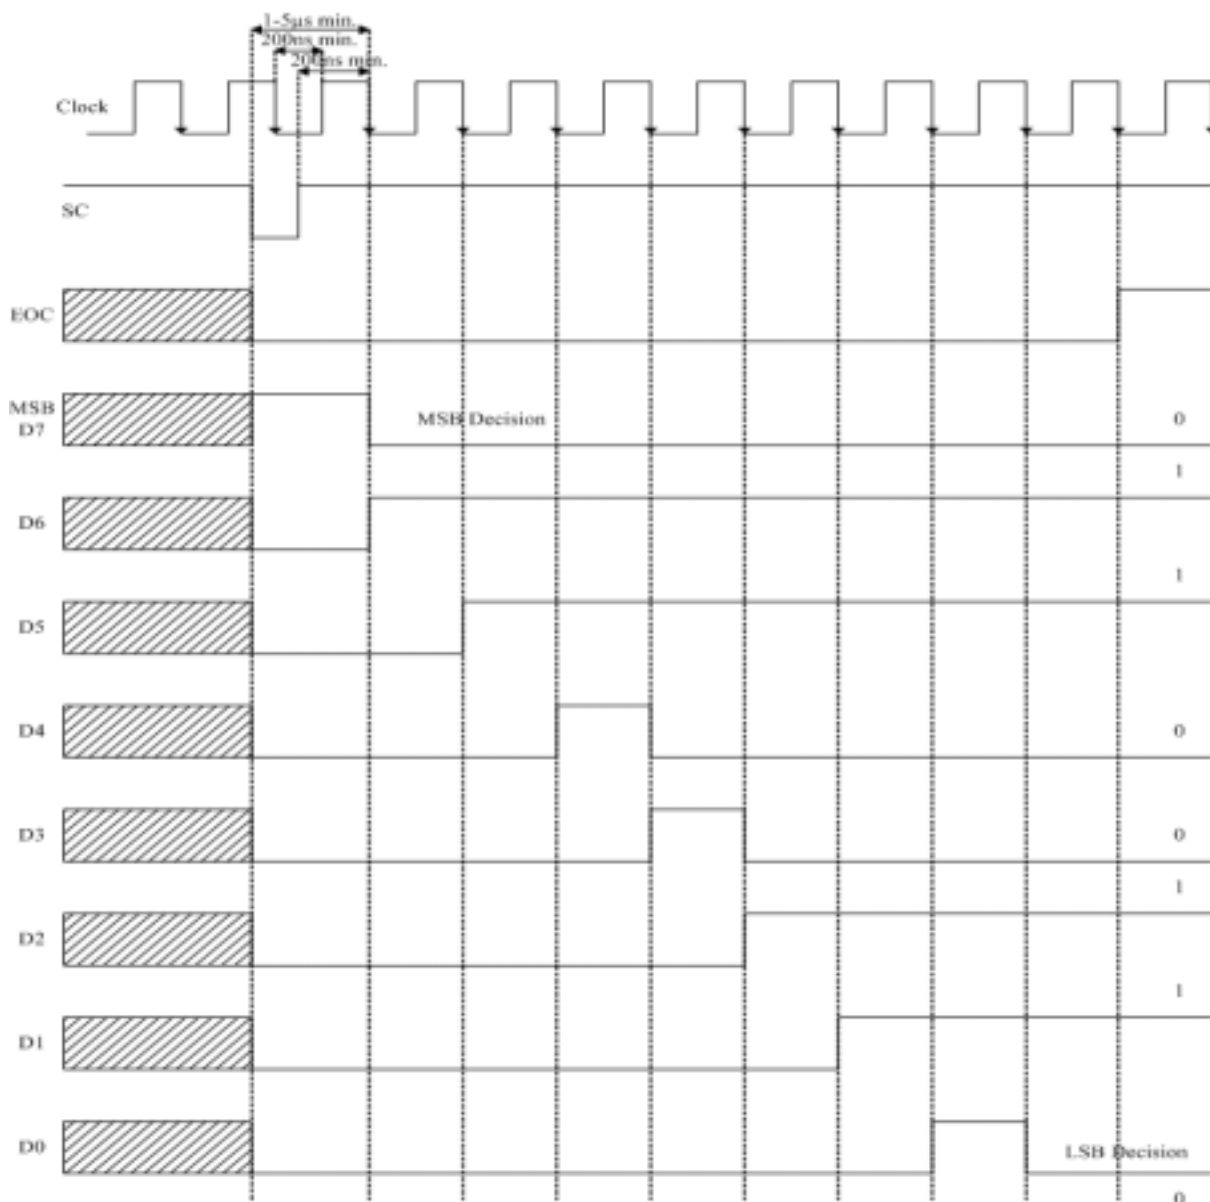 1-5μs min.
200ns min.
200ns min.
Clock
SC
EOC
MSB
D7
MSB Decision
0
1
D6
1
D5
D4
0
D3
0
1
D2
1
D1
D0
LSB Decision
0